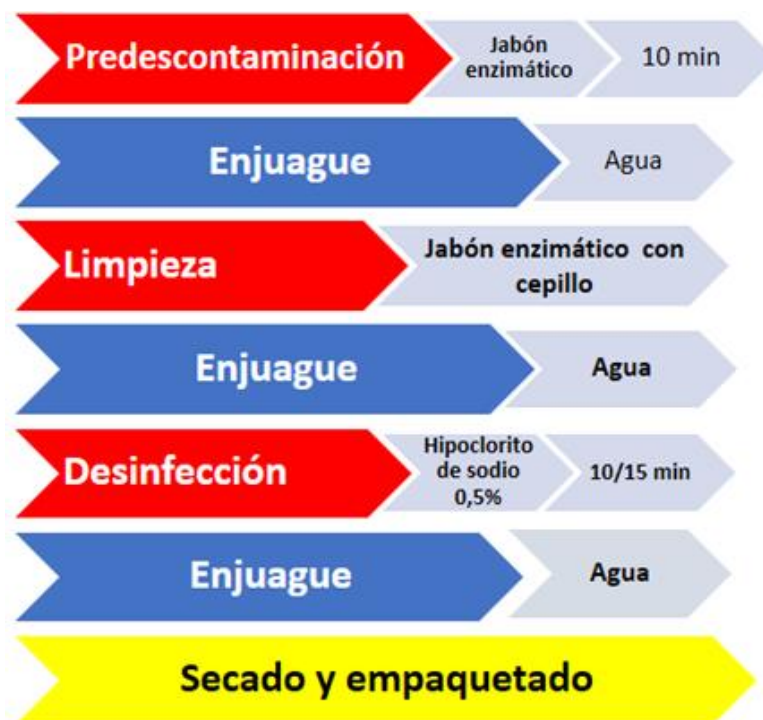 Predescontaminación
Jabón
enzimático
10 min
Enjuague
Agua
Limpieza
Jabón enzimático con
cepillo
Enjuague
Agua
Desinfección
Hipoclorito
de sodio
0,5%
10/15 min
Enjuague
Agua
Secado y empaquetado